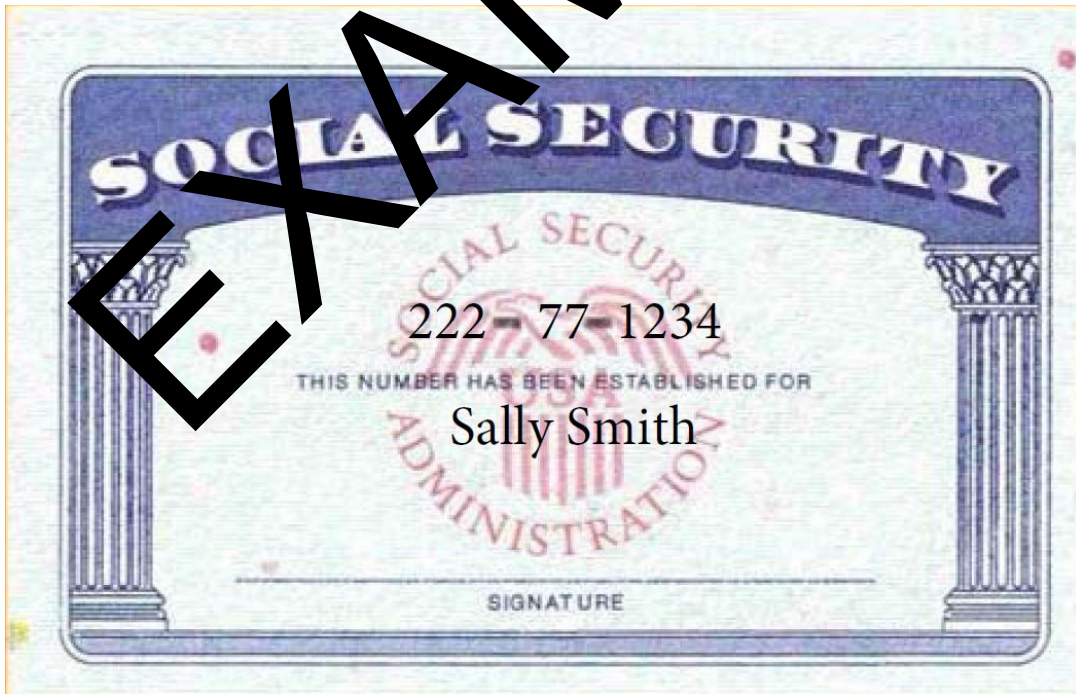 EXAM
SOCIAL SECURITY
SOCIAL SECURITY
222-77-1234
THIS NUMBER HAS BEEN ESTABLISHED FOR
USA
Sally Smith
ADMINISTRATION
SIGNATURE